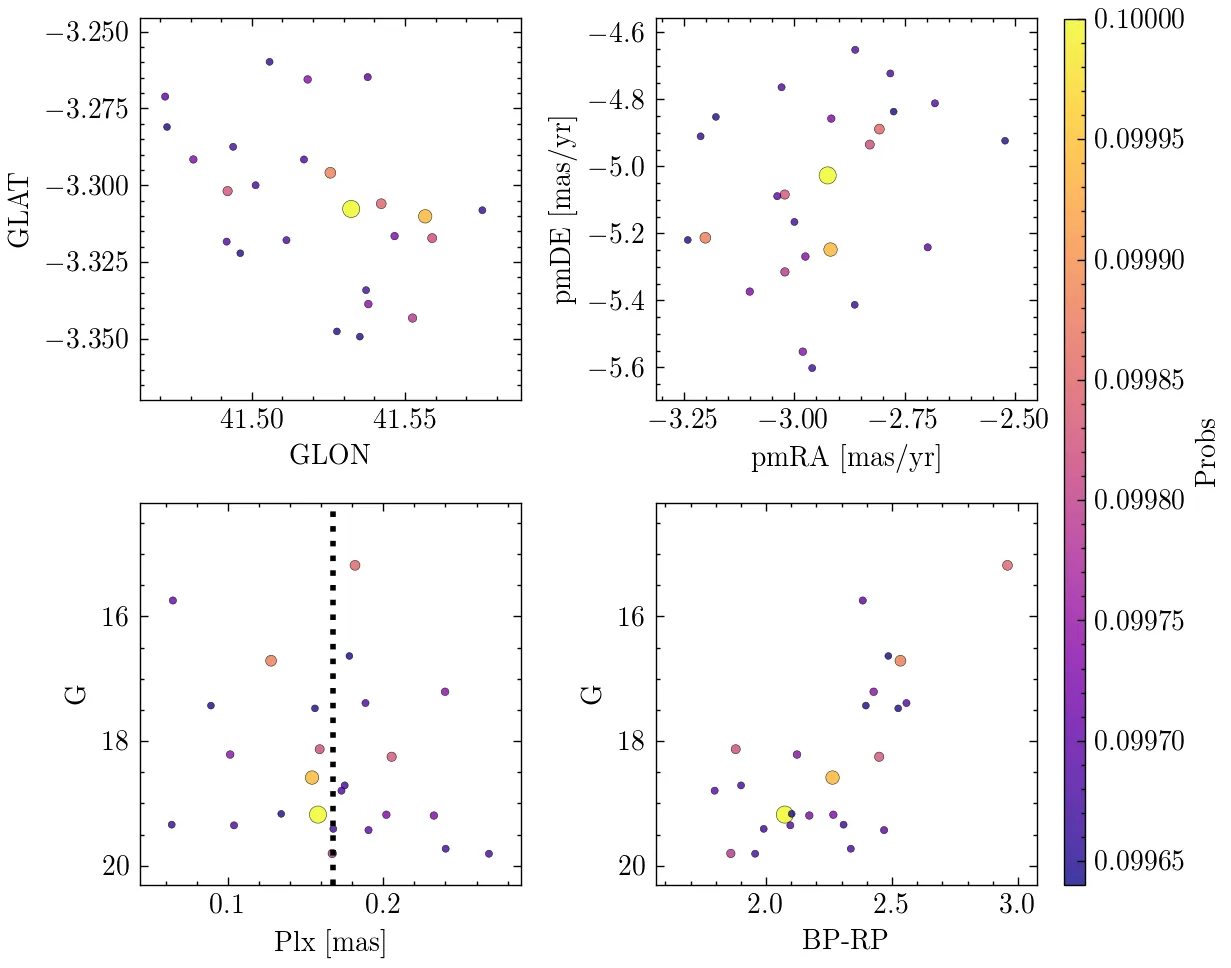 −3.250
−3.275
−3.300
−3.325
−3.350
GLAT
41.50 41.55
GLON
−4.6
−4.8
−5.0
−5.2
−5.4
−5.6
pmDE [mas/yr]
−3.25 −3.00 −2.75 −2.50
pmRA [mas/yr]
16
18
20
G
0.1 0.2
Plx [mas]
16
18
20
G
2.0 2.5 3.0
BP-RP
0.10000
0.09995
0.09990
0.09985
0.09980
0.09975
0.09970
0.09965
Probs